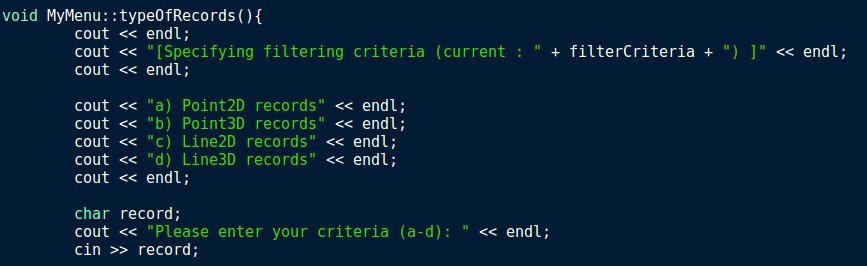 void MyMenu::typeOfRecords(){
        cout << endl;
        cout << "[Specifying filtering criteria (current : " + filterCriteria + ") ]" << endl;
        cout << endl;

        cout << "a) Point2D records" << endl;
        cout << "b) Point3D records" << endl;
        cout << "c) Line2D records" << endl;
        cout << "d) Line3D records" << endl;
        cout << endl;

        char record;
        cout << "Please enter your criteria (a-d): " << endl;
        cin >> record;